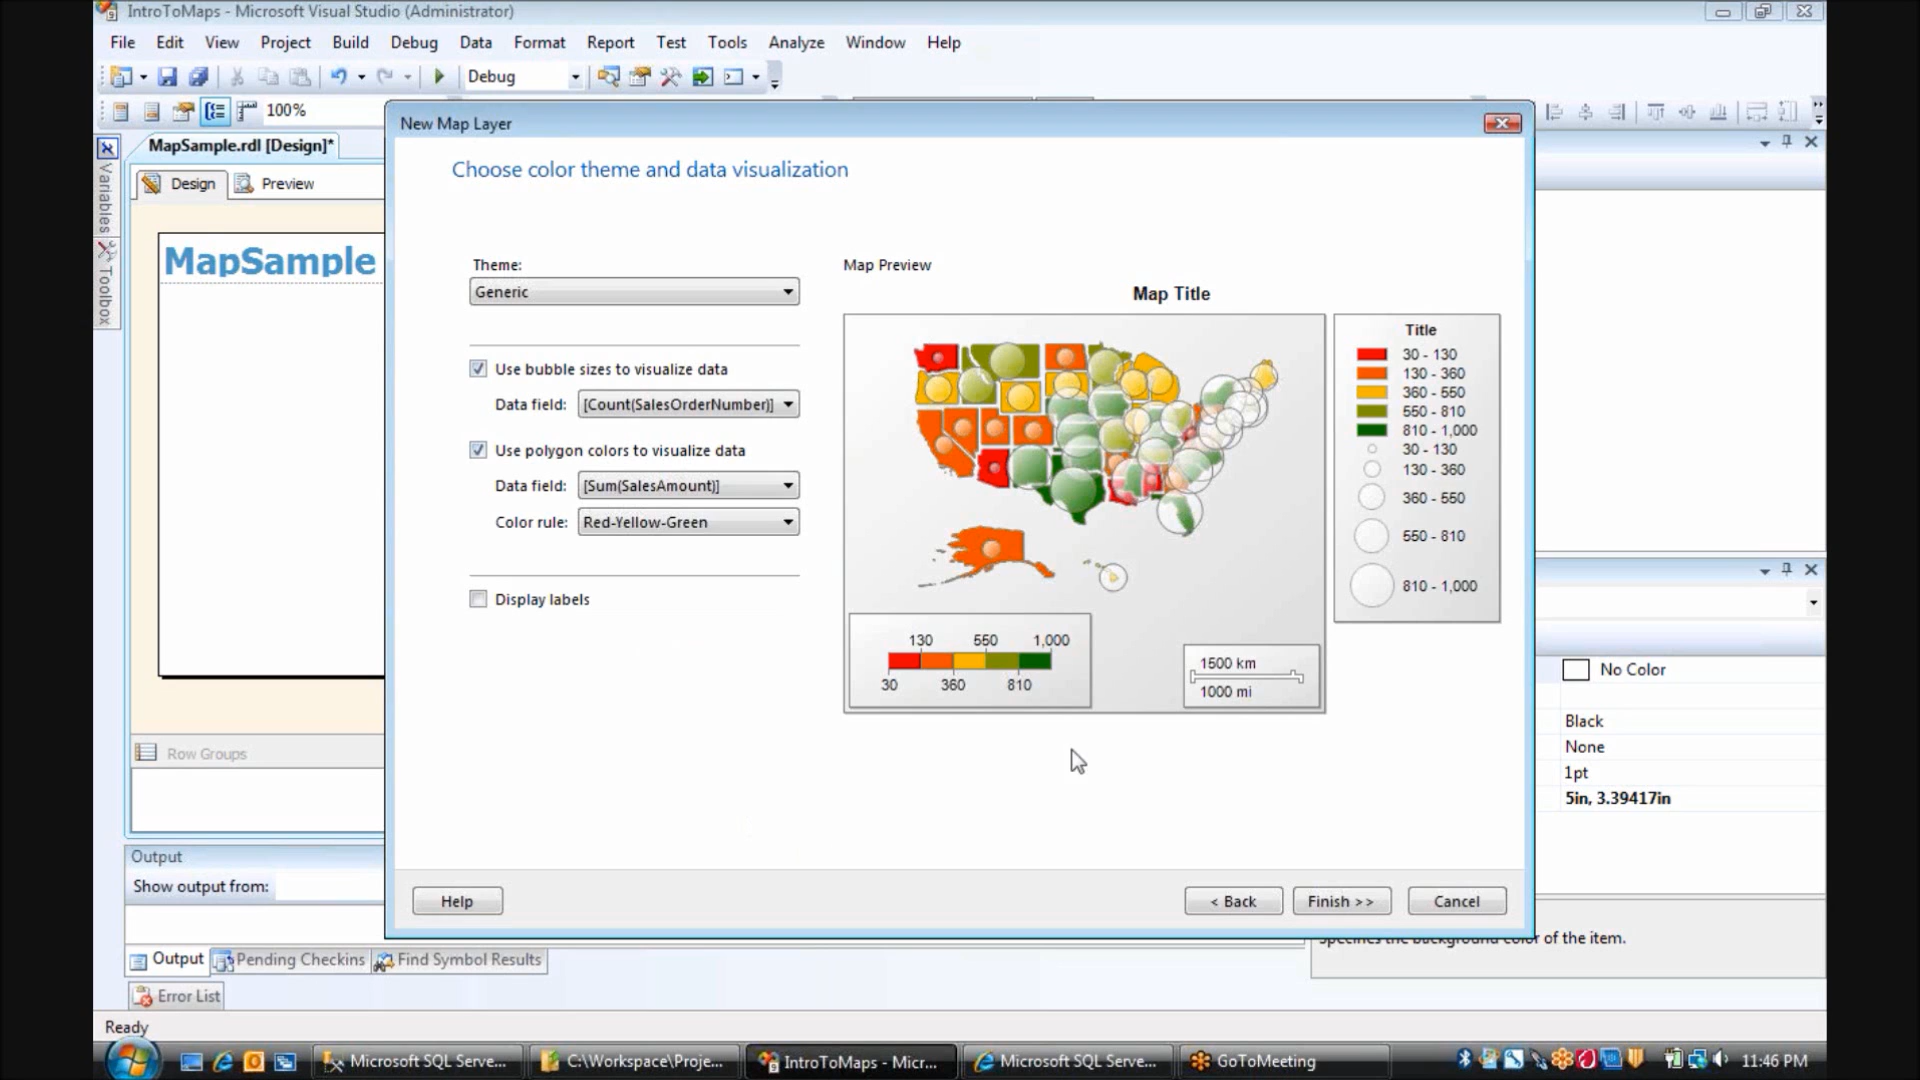 IntroToMaps - Microsoft Visual Studio (Administrator)
File Edit View Project Build Debug Data Format Report Test Tools Analyze Window Help
Debug
100%
MapSample.rdl [Design]*
Design Preview
Variables
Toolbox
MapSample
Row Groups
New Map Layer
Choose color theme and data visualization
Theme:
Generic
Use bubble sizes to visualize data
Data field: [Count(SalesOrderNumber)]
Use polygon colors to visualize data
Data field: [Sum(SalesAmount)]
Color rule: Red-Yellow-Green
Display labels
Map Preview
Map Title
Title
30 - 130
130 - 360
360 - 550
550 - 810
810 - 1,000
30 - 130
130 - 360
360 - 550
550 - 810
810 - 1,000
130 550 1,000
30 360 810
1500 km
1000 mi
Help < Back Finish >> Cancel
No Color
Black
None
1pt
5in, 3.39417in
Specifies the background color of the item.
Output
Show output from:
Output Pending Checkins Find Symbol Results
Error List
Ready
Microsoft SQL Serve... C:\Workspace\Proje... IntroToMaps - Micr... Microsoft SQL Serve... GoToMeeting 11:46 PM